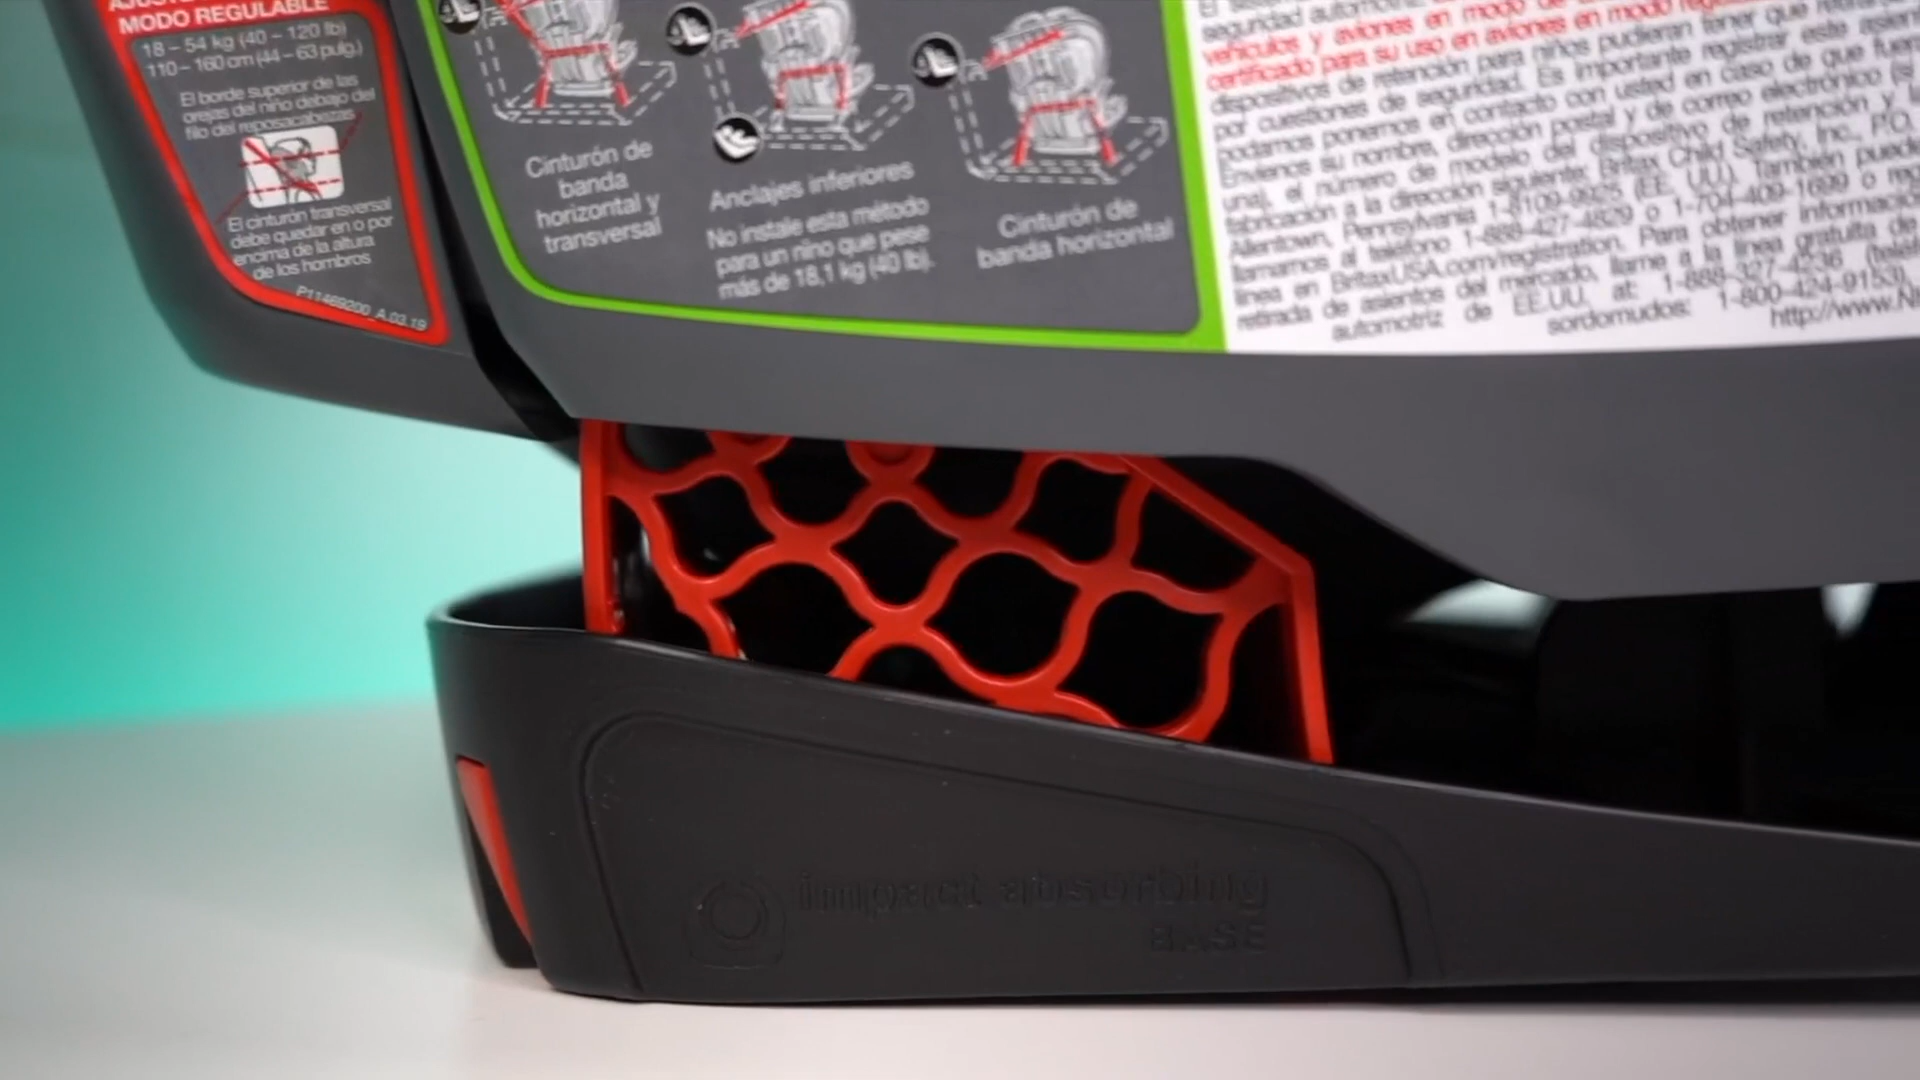 MODO REGULABLE
18 – 54 kg (40 – 120 lb)
110 – 160 cm (44 – 63 pulg.)
El borde superior de las
orejas del niño debajo del
filo del reposacabezas
El cinturón transversal
debe quedar en o por
encima de la altura
de los hombros
P11469200_A.03.19
Cinturón de
banda
horizontal y
transversal
Anclajes inferiores
No instale esta método
para un nino que pese
más de 18,1 kg (40 lb).
Cinturón de
banda horizontal
vehículos y aviones en modo de
certificado para su uso en aviones en modo
dispositivos de retención para niños pudieran tener que
por cuestiones de seguridad. Es importante registrar este
podamos ponernos en contacto con usted en caso de que
Envienos su nombre, dirección postal y de correo electrónico (si
una), el número de modelo del dispositivo de retención y
fabricación a la dirección siguiente: Britax Child Safety, Inc., P.O.
Allentown, Pennsylvania 1-8109-9925 (EE. UU.). También puede
llamarnos al teléfono 1-888-427-4829 o 1-704-409-1699 o
línea en BritaxUSA.com/registration. Para obtener información
retirada de asientos del mercado, llame a la línea gratuita de
automotriz de EE.UU. at: 1-888-327-4236
sordomudos: 1-800-424-9153)
http://www.
impact absorbing
BASE